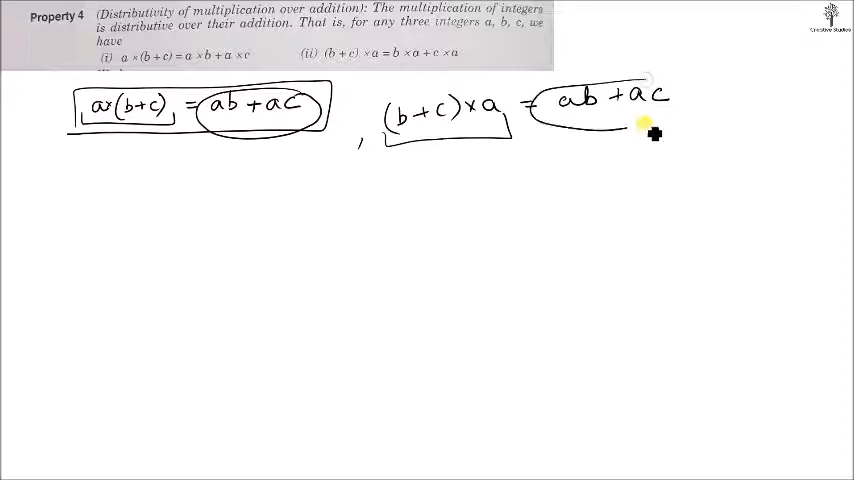 Property 4 (Distributivity of multiplication over addition): The multiplication of integers
is distributive over their addition. That is, for any three integers a, b, c, we
have
(i) a × (b + c) = a × b + a × c (ii) (b + c) × a = b × a + c × a
Creative Studios
a×(b+c) = ab + ac , (b+c)×a = ab + ac